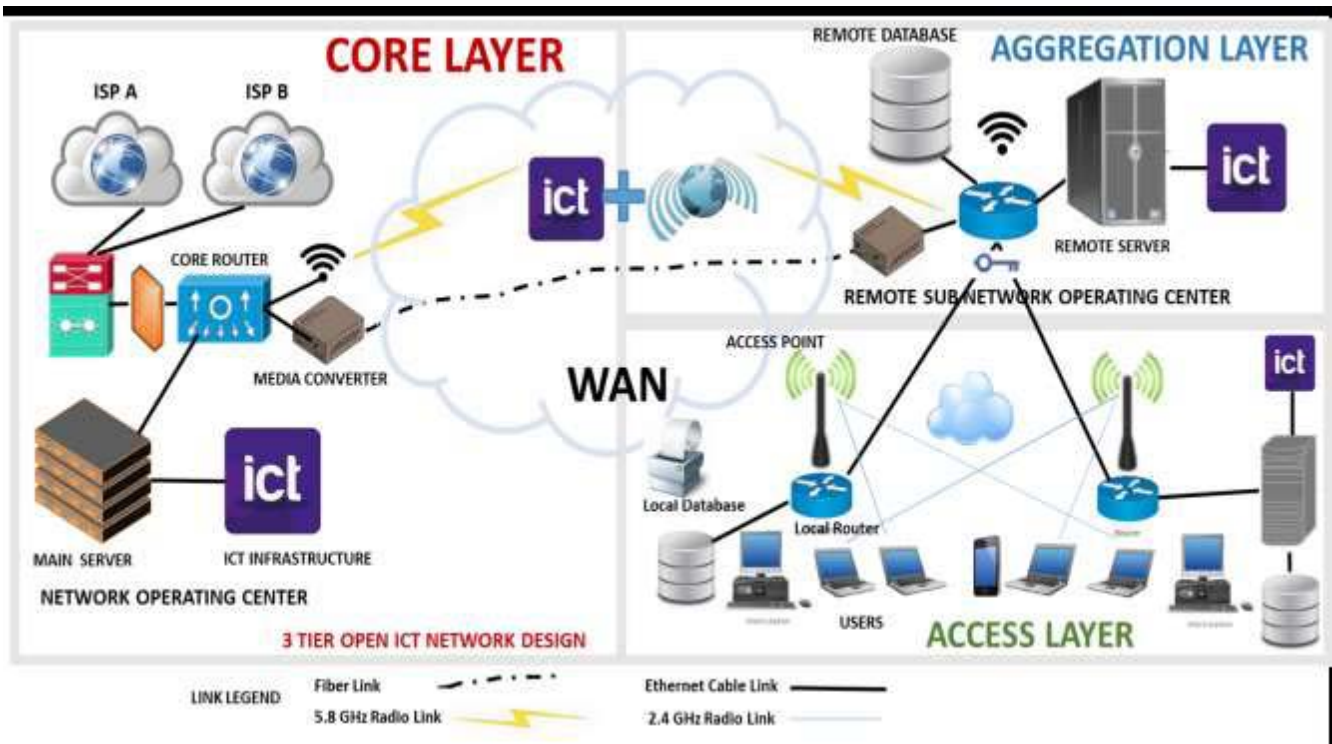 CORE LAYER
ISP A
ISP B
CORE ROUTER
MEDIA CONVERTER
ict
MAIN SERVER
ICT INFRASTRUCTURE
NETWORK OPERATING CENTER
3 TIER OPEN ICT NETWORK DESIGN
ict
WAN
REMOTE DATABASE
AGGREGATION LAYER
ict
REMOTE SERVER
REMOTE SUB NETWORK OPERATING CENTER
ACCESS POINT
ict
Local Database
Local Router
USERS
ACCESS LAYER
LINK LEGEND
Fiber Link
Ethernet Cable Link
5.8 GHz Radio Link
2.4 GHz Radio Link